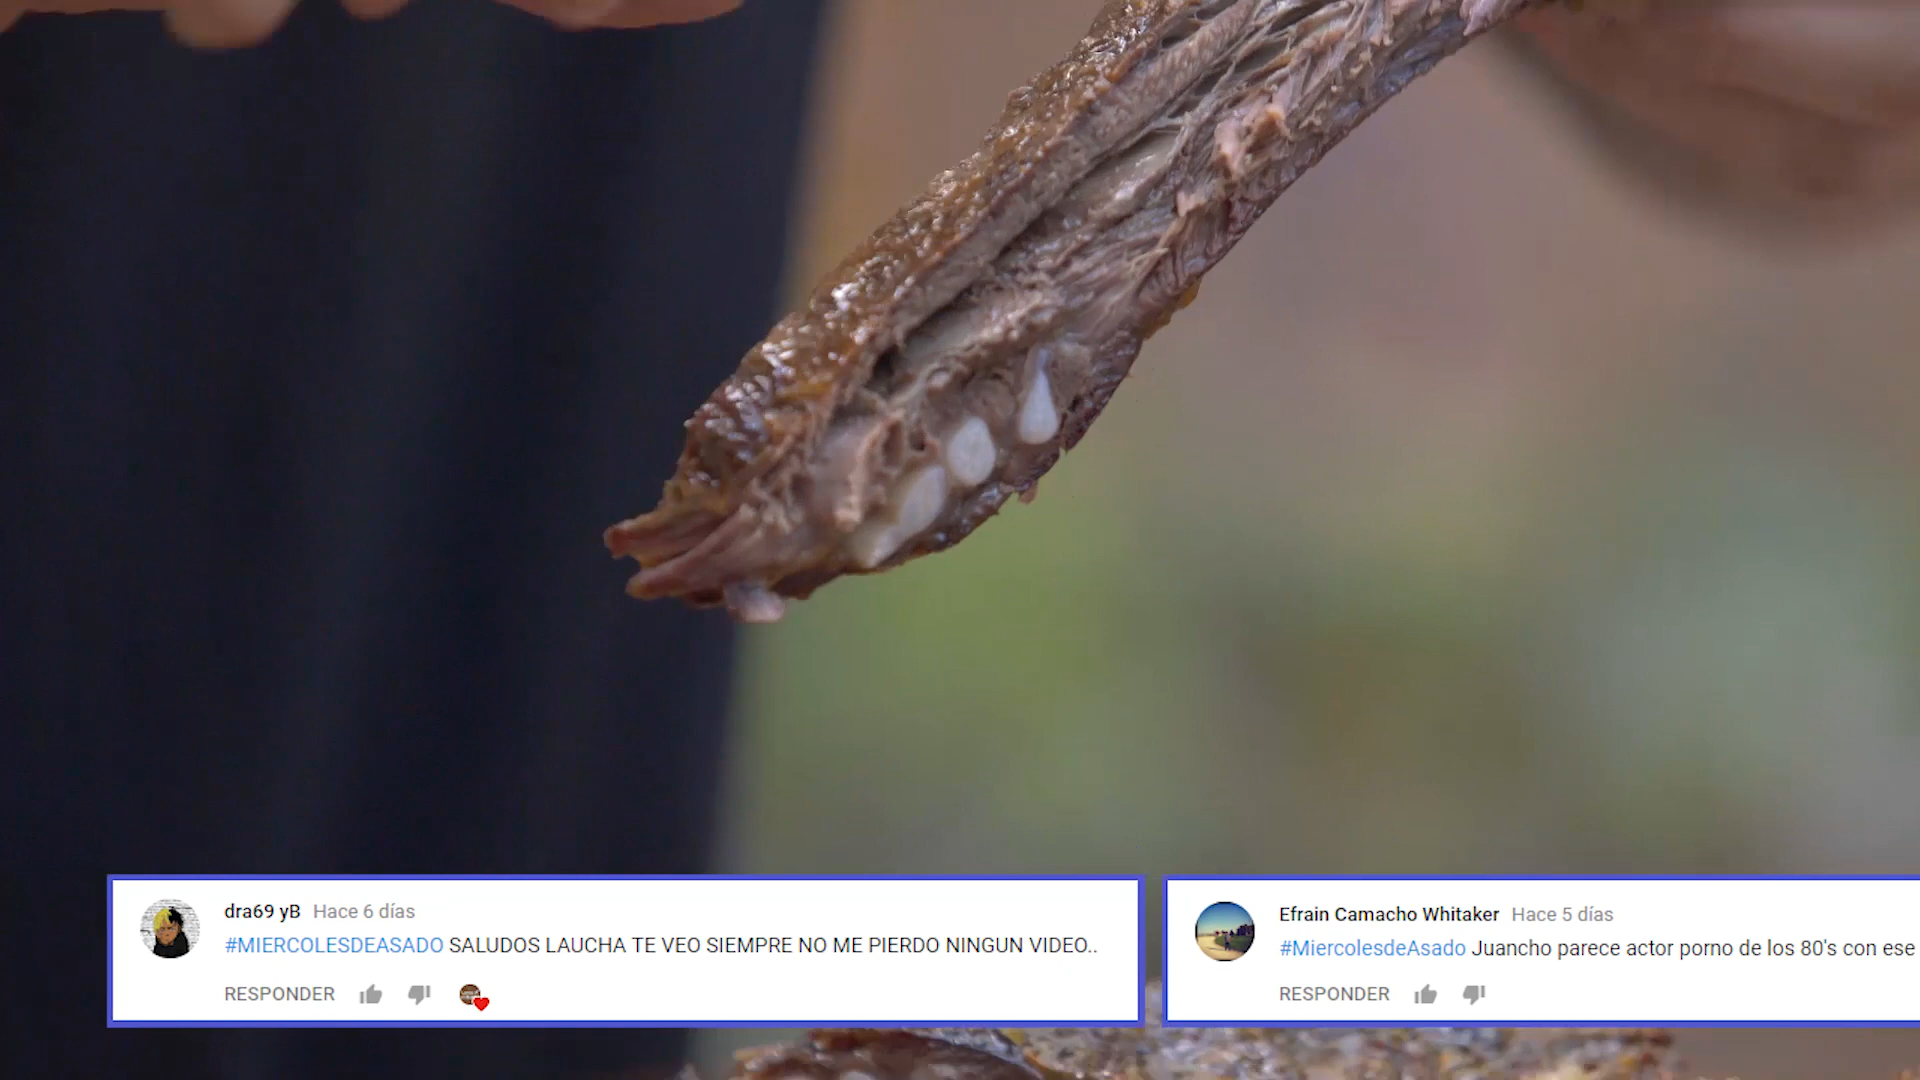 dra69 yB Hace 6 días
#MIERCOLESDEASADO SALUDOS LAUCHA TE VEO SIEMPRE NO ME PIERDO NINGUN VIDEO..
RESPONDER
Efrain Camacho Whitaker Hace 5 días
#MiercolesdeAsado Juancho parece actor porno de los 80's con ese
RESPONDER